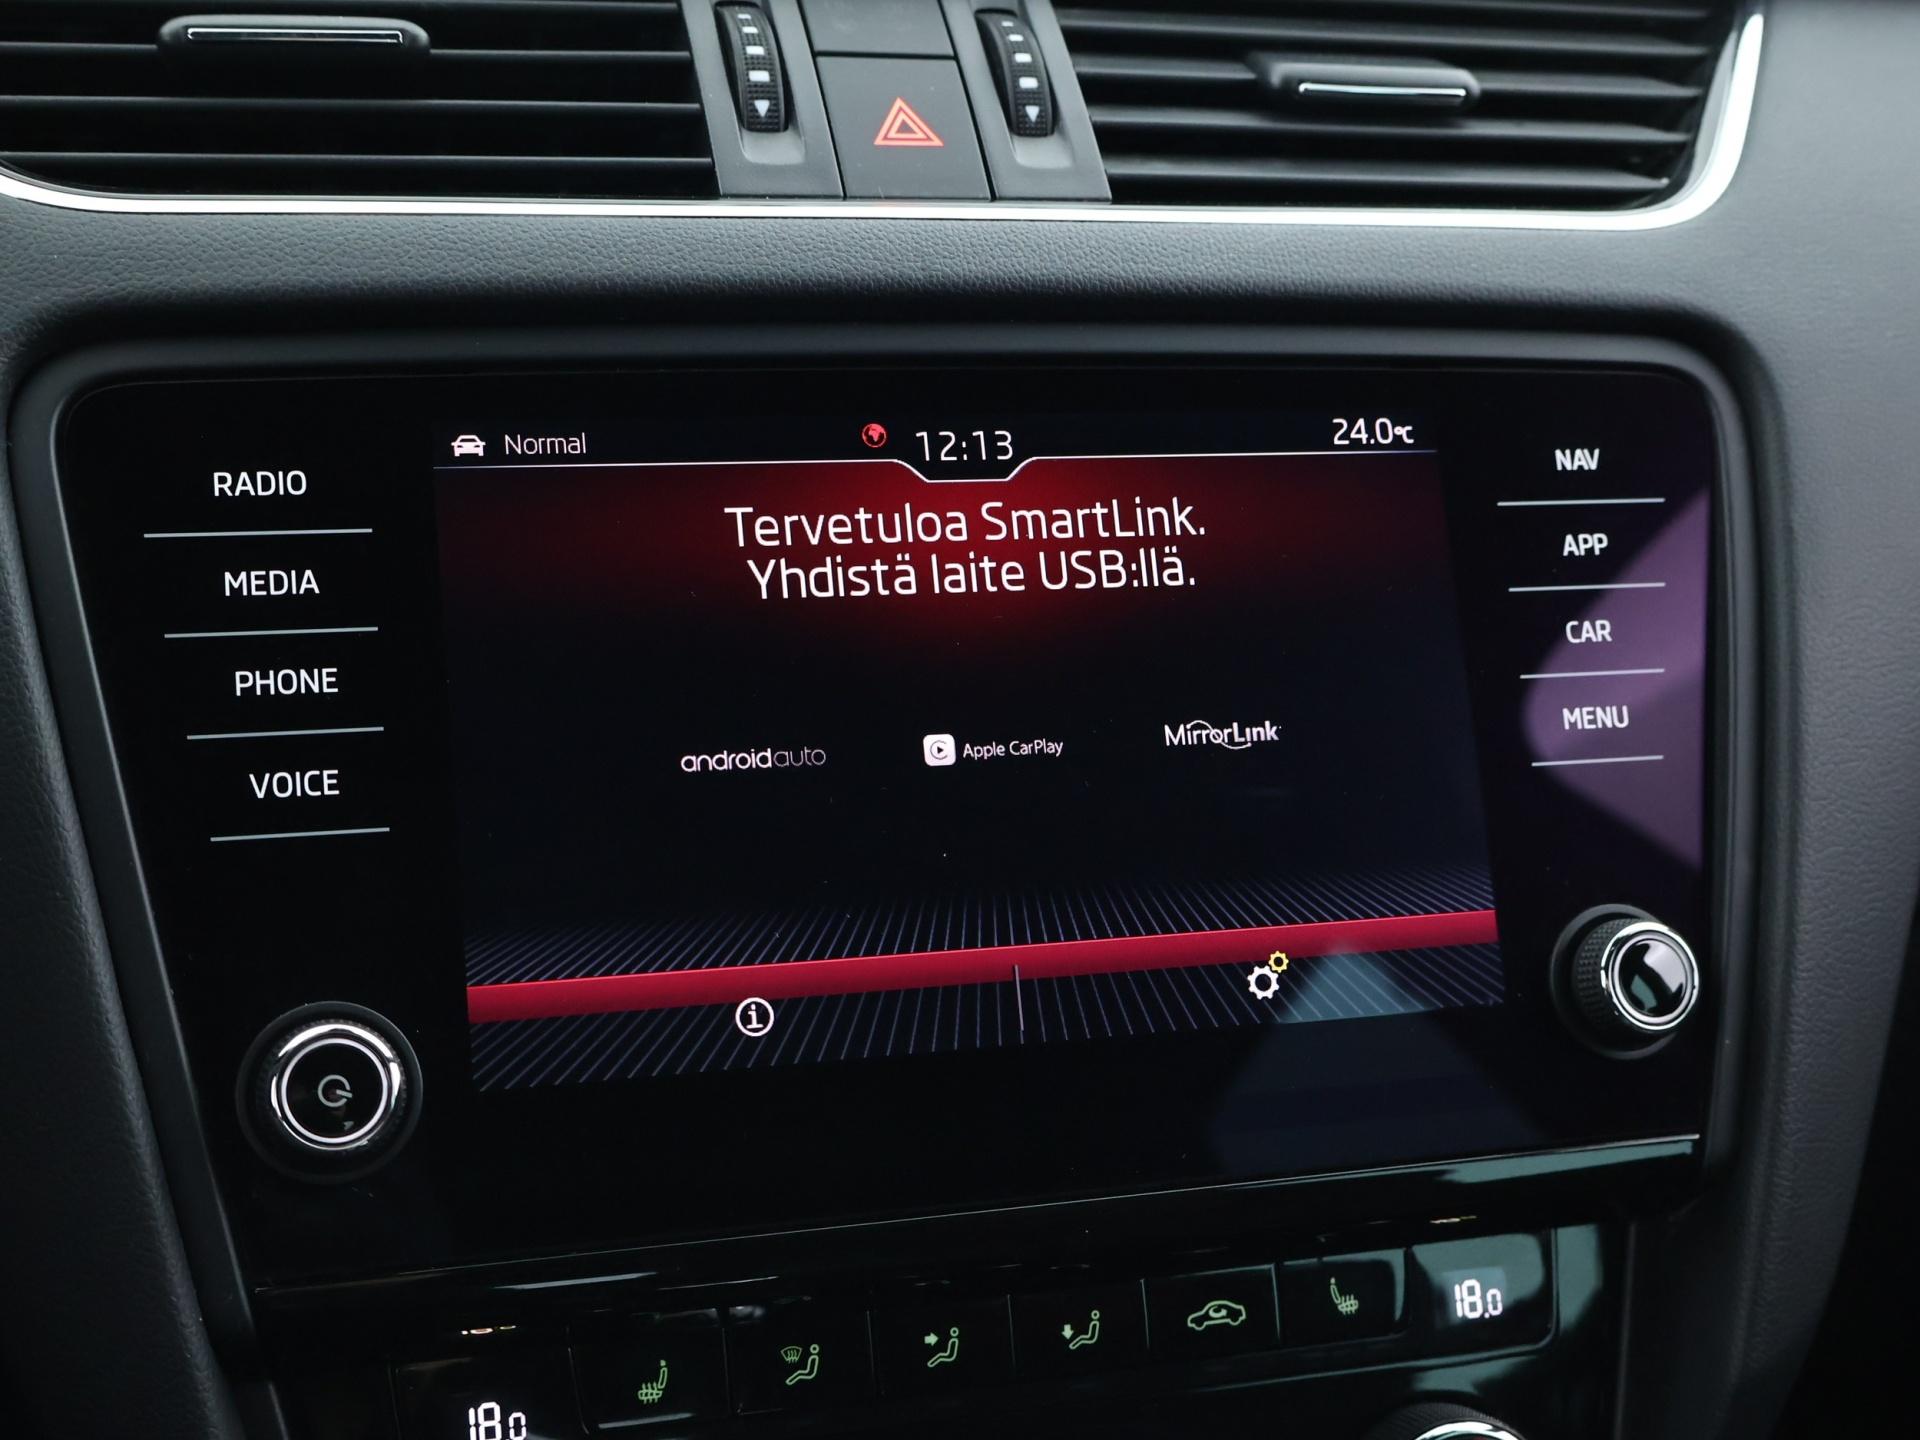 Normal
12:13
24.0°C
RADIO
MEDIA
PHONE
VOICE
Tervetuloa SmartLink.
Yhdistä laite USB:llä.
androidauto
Apple CarPlay
MirrorLink
NAV
APP
CAR
MENU
18.0
18.0